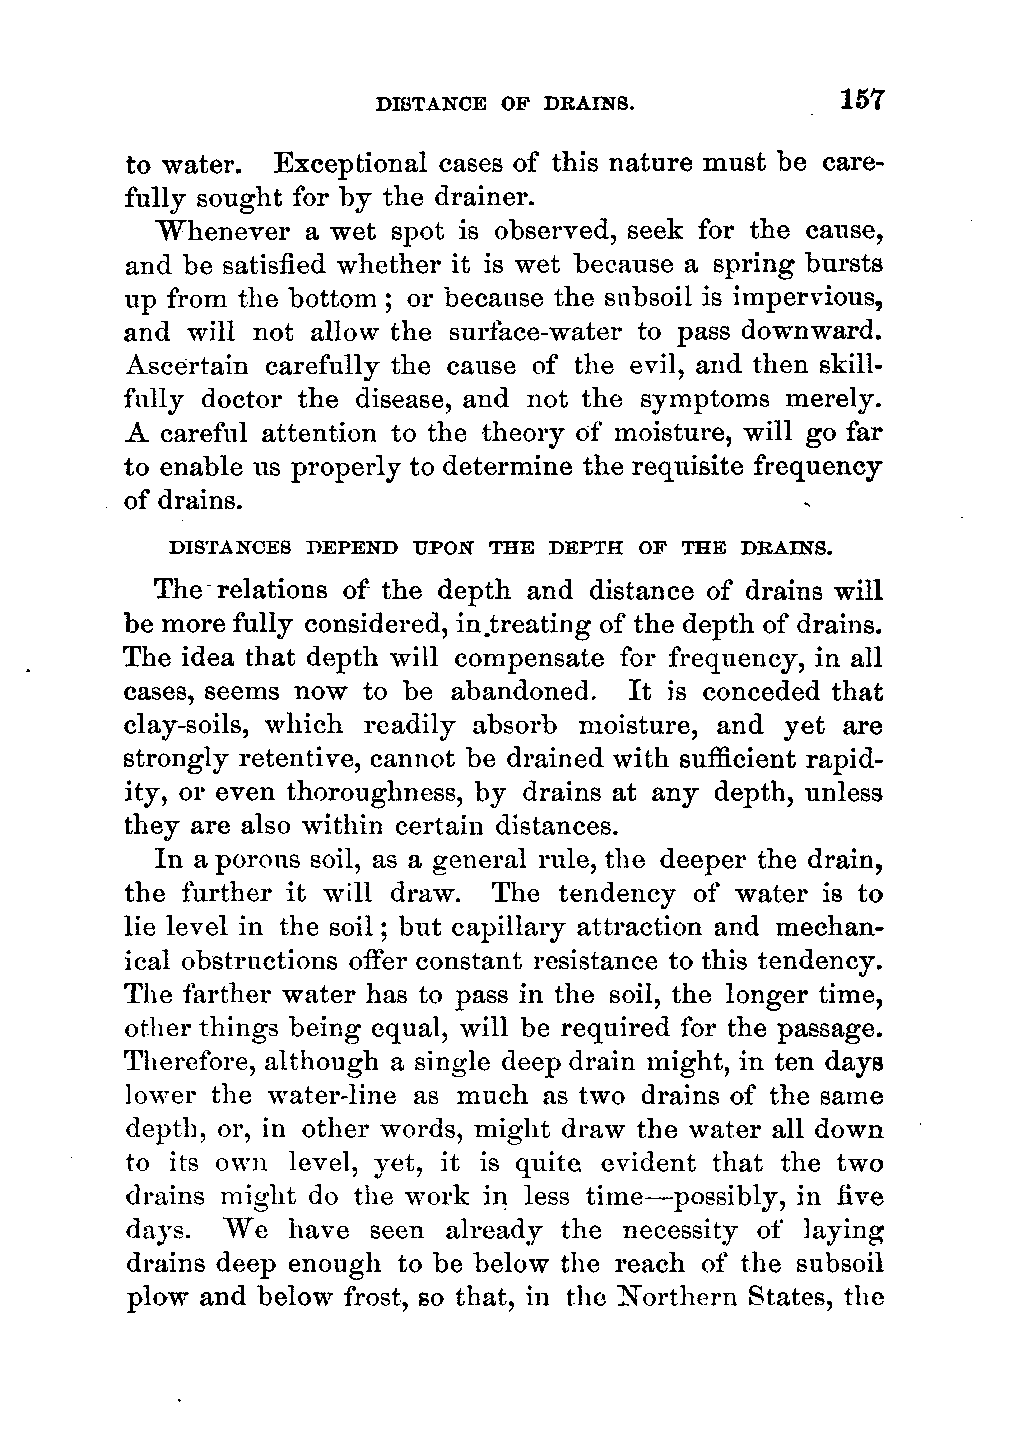 DISTANCE OF DRAINS. 157
to water. Exceptional cases of this nature must be care-
fully sought for by the drainer.
Whenever a wet spot is observed, seek for the cause,
and be satisfied whether it is wet because a spring bursts
up from the bottom ; or because the subsoil is impervious,
and will not allow the surface-water to pass downward.
Ascertain carefully the cause of the evil, and then skill-
fully doctor the disease, and not the symptoms merely.
A careful attention to the theory of moisture, will go far
to enable us properly to determine the requisite frequency
of drains.
DISTANCES DEPEND UPON THE DEPTH OF THE DRAINS.
The relations of the depth and distance of drains will
be more fully considered, in treating of the depth of drains.
The idea that depth will compensate for frequency, in all
cases, seems now to be abandoned. It is conceded that
clay-soils, which readily absorb moisture, and yet are
strongly retentive, cannot be drained with sufficient rapid-
ity, or even thoroughness, by drains at any depth, unless
they are also within certain distances.
In a porous soil, as a general rule, the deeper the drain,
the further it will draw. The tendency of water is to
lie level in the soil ; but capillary attraction and mechan-
ical obstructions offer constant resistance to this tendency.
The farther water has to pass in the soil, the longer time,
other things being equal, will be required for the passage.
Therefore, although a single deep drain might, in ten days
lower the water-line as much as two drains of the same
depth, or, in other words, might draw the water all down
to its own level, yet, it is quite evident that the two
drains might do the work in less time—possibly, in five
days. We have seen already the necessity of laying
drains deep enough to be below the reach of the subsoil
plow and below frost, so that, in the Northern States, the